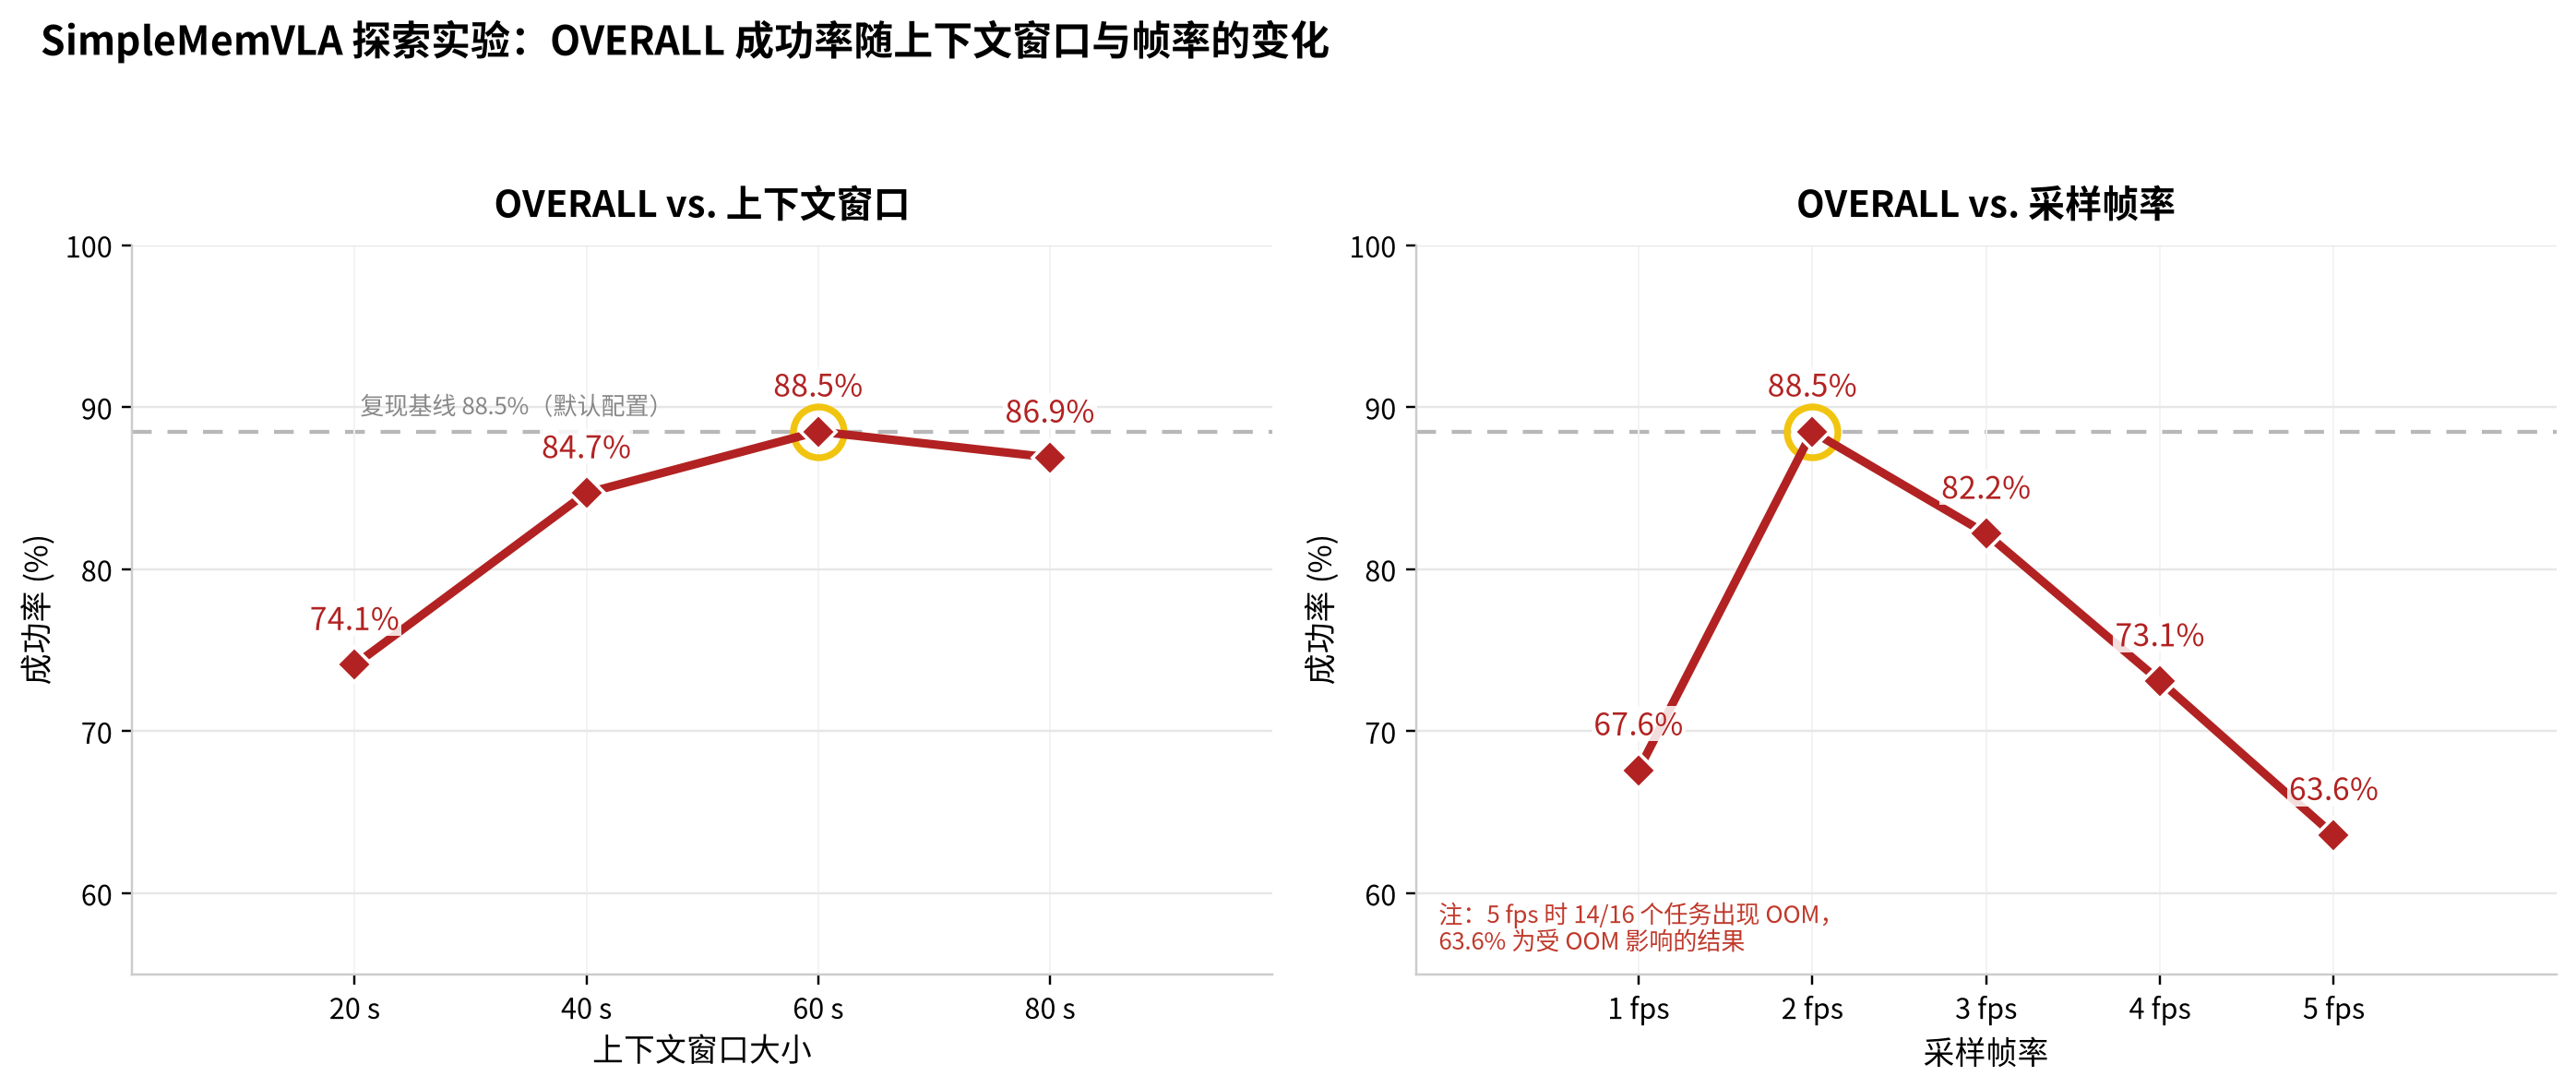 SimpleMemVLA 探索实验：OVERALL 成功率随上下文窗口与帧率的变化
OVERALL vs. 上下文窗口
100
90
80
70
60
成功率 (%)
复现基线 88.5%（默认配置）
74.1%
84.7%
88.5%
86.9%
20 s
40 s
60 s
80 s
上下文窗口大小
OVERALL vs. 采样帧率
100
90
80
70
60
成功率 (%)
67.6%
88.5%
82.2%
73.1%
63.6%
注：5 fps 时 14/16 个任务出现 OOM，
63.6% 为受 OOM 影响的结果
1 fps
2 fps
3 fps
4 fps
5 fps
采样帧率